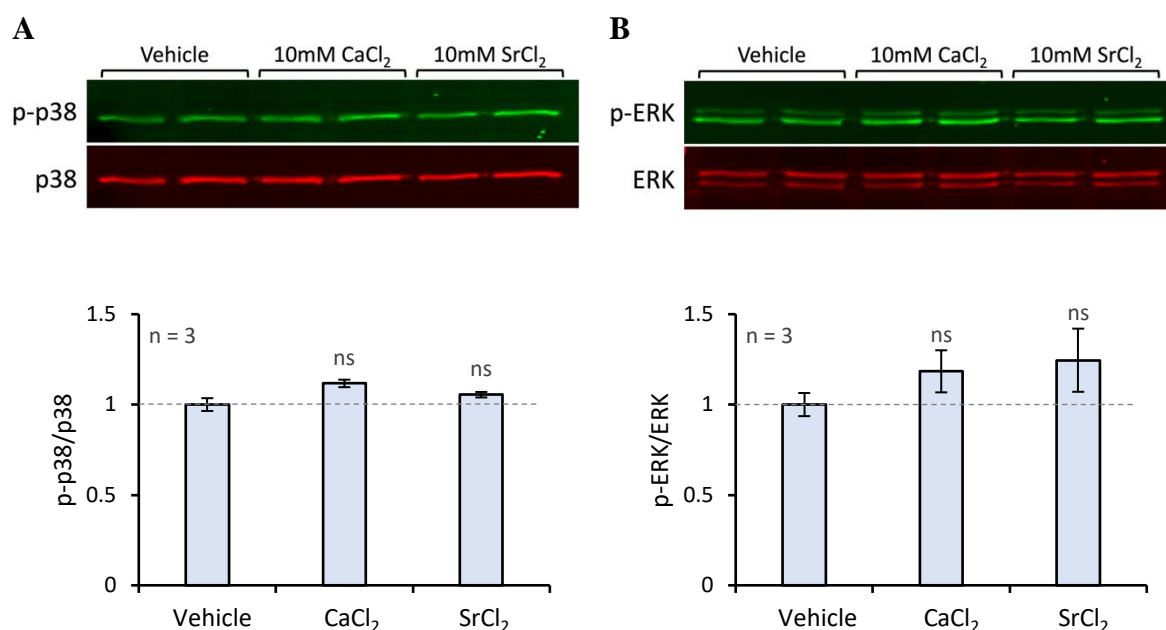 A
Vehicle 10mM CaCl₂ 10mM SrCl₂
p-p38
p38
1.5
n = 3
ns
ns
1
0.5
0
p-p38/p38
Vehicle CaCl₂ SrCl₂
B
Vehicle 10mM CaCl₂ 10mM SrCl₂
p-ERK
ERK
1.5
n = 3
ns
ns
1
0.5
0
p-ERK/ERK
Vehicle CaCl₂ SrCl₂